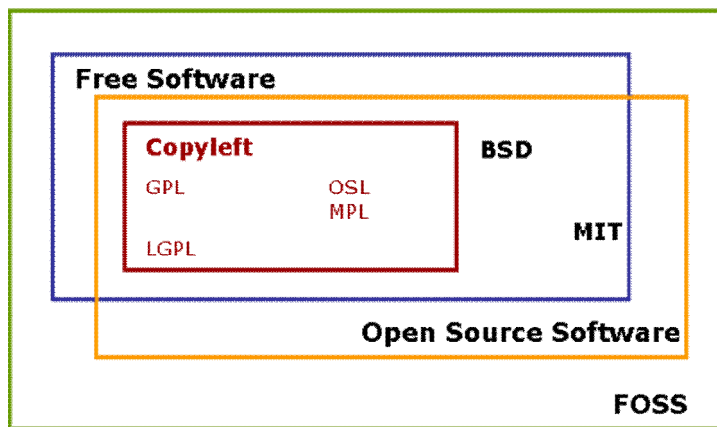 Free Software
Copyleft
BSD
GPL OSL
MPL
MIT
LGPL
Open Source Software
FOSS